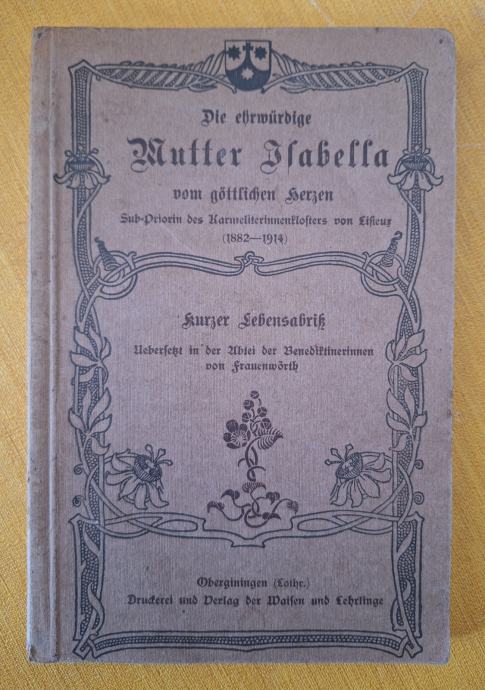 Die ehrwürdige
Mutter Iſabella
vom göttlichen Herzen
Sub-Priorin des Karmeliterinnenkloſters von Liſieux
(1882—1914)
Kurzer Lebensabriß
Ueberſetzt in der Abtei der Benediktinerinnen
von Frauenwörth
Oberginingen (Lothr.)
Druckerei und Verlag der Waiſen und Lehrlinge